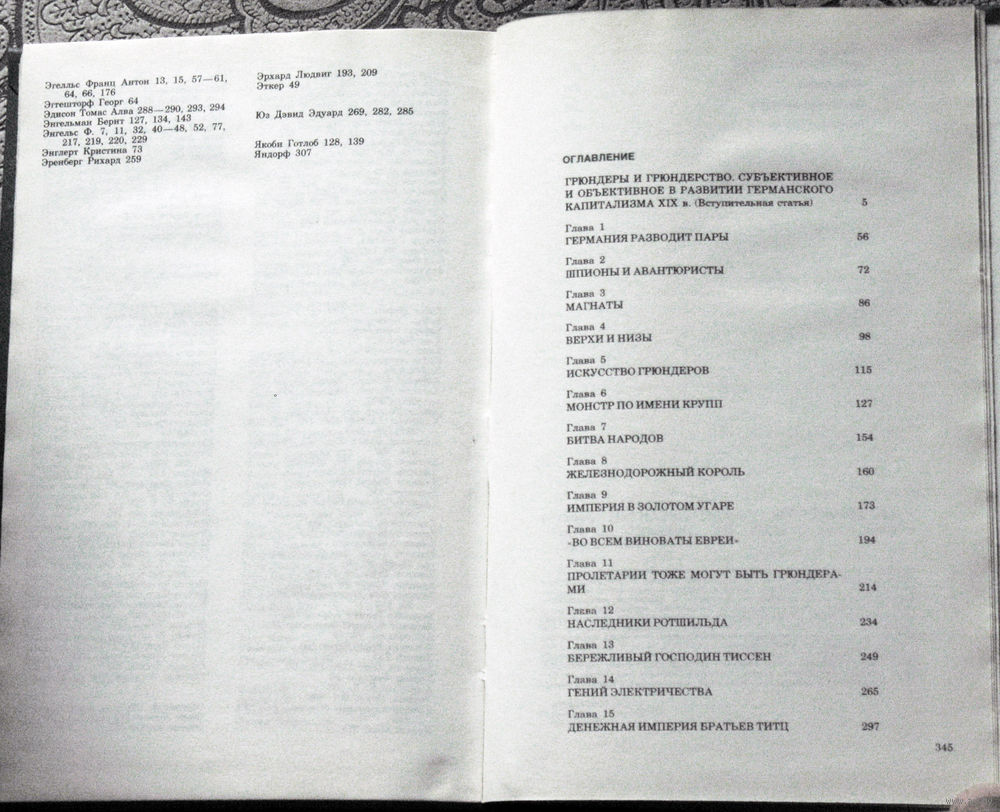 Эгелльс Франц Антон 13, 15, 57—61,
64, 66, 176
Эггешторф Георг 64
Эдисон Томас Алва 288—290, 293, 294
Энгельман Бернт 127, 134, 143
Энгельс Ф. 7, 11, 32, 40—48, 52, 77,
217, 219, 220, 229
Энглерт Кристина 73
Эренберг Рихард 259
Эрхард Людвиг 193, 209
Эткер 49
Юз Дэвид Эдуард 269, 282, 285
Якоби Готлоб 128, 139
Яндорф 307
ОГЛАВЛЕНИЕ
ГРЮНДЕРЫ И ГРЮНДЕРСТВО. СУБЪЕКТИВНОЕ
И ОБЪЕКТИВНОЕ В РАЗВИТИИ ГЕРМАНСКОГО
КАПИТАЛИЗМА XIX в. (Вступительная статья) 5
Глава 1
ГЕРМАНИЯ РАЗВОДИТ ПАРЫ 56
Глава 2
ШПИОНЫ И АВАНТЮРИСТЫ 72
Глава 3
МАГНАТЫ 86
Глава 4
ВЕРХИ И НИЗЫ 98
Глава 5
ИСКУССТВО ГРЮНДЕРОВ 115
Глава 6
МОНСТР ПО ИМЕНИ КРУПП 127
Глава 7
БИТВА НАРОДОВ 154
Глава 8
ЖЕЛЕЗНОДОРОЖНЫЙ КОРОЛЬ 160
Глава 9
ИМПЕРИЯ В ЗОЛОТОМ УГАРЕ 173
Глава 10
«ВО ВСЕМ ВИНОВАТЫ ЕВРЕИ» 194
Глава 11
ПРОЛЕТАРИИ ТОЖЕ МОГУТ БЫТЬ ГРЮНДЕРА-
МИ 214
Глава 12
НАСЛЕДНИКИ РОТШИЛЬДА 234
Глава 13
БЕРЕЖЛИВЫЙ ГОСПОДИН ТИССЕН 249
Глава 14
ГЕНИЙ ЭЛЕКТРИЧЕСТВА 265
Глава 15
ДЕНЕЖНАЯ ИМПЕРИЯ БРАТЬЕВ ТИТЦ 297
345